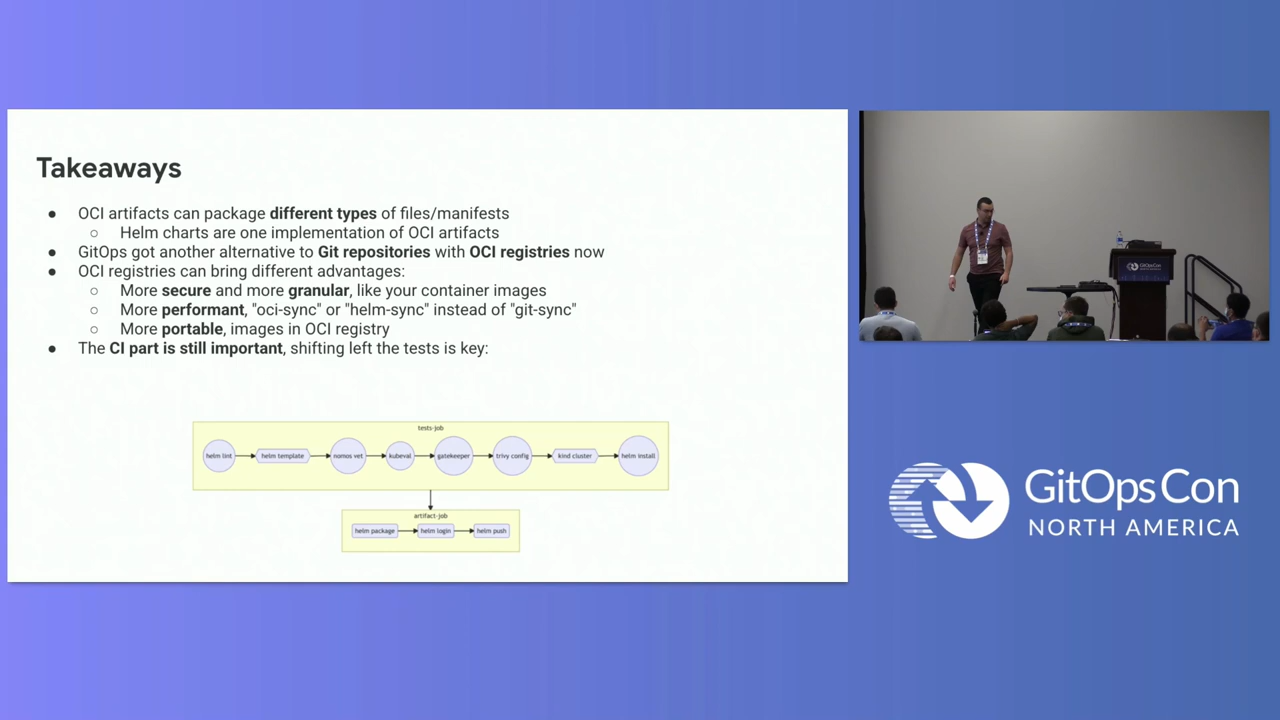 Takeaways
● OCI artifacts can package different types of files/manifests
○ Helm charts are one implementation of OCI artifacts
● GitOps got another alternative to Git repositories with OCI registries now
● OCI registries can bring different advantages:
○ More secure and more granular, like your container images
○ More performant, "oci-sync" or "helm-sync" instead of "git-sync"
○ More portable, images in OCI registry
● The CI part is still important, shifting left the tests is key:
tests-job
helm lint helm template nomos vet kubeval gatekeeper trivy config kind cluster helm install
artifact-job
helm package helm login helm push
GitOpsCon
GitOpsCon
NORTH AMERICA